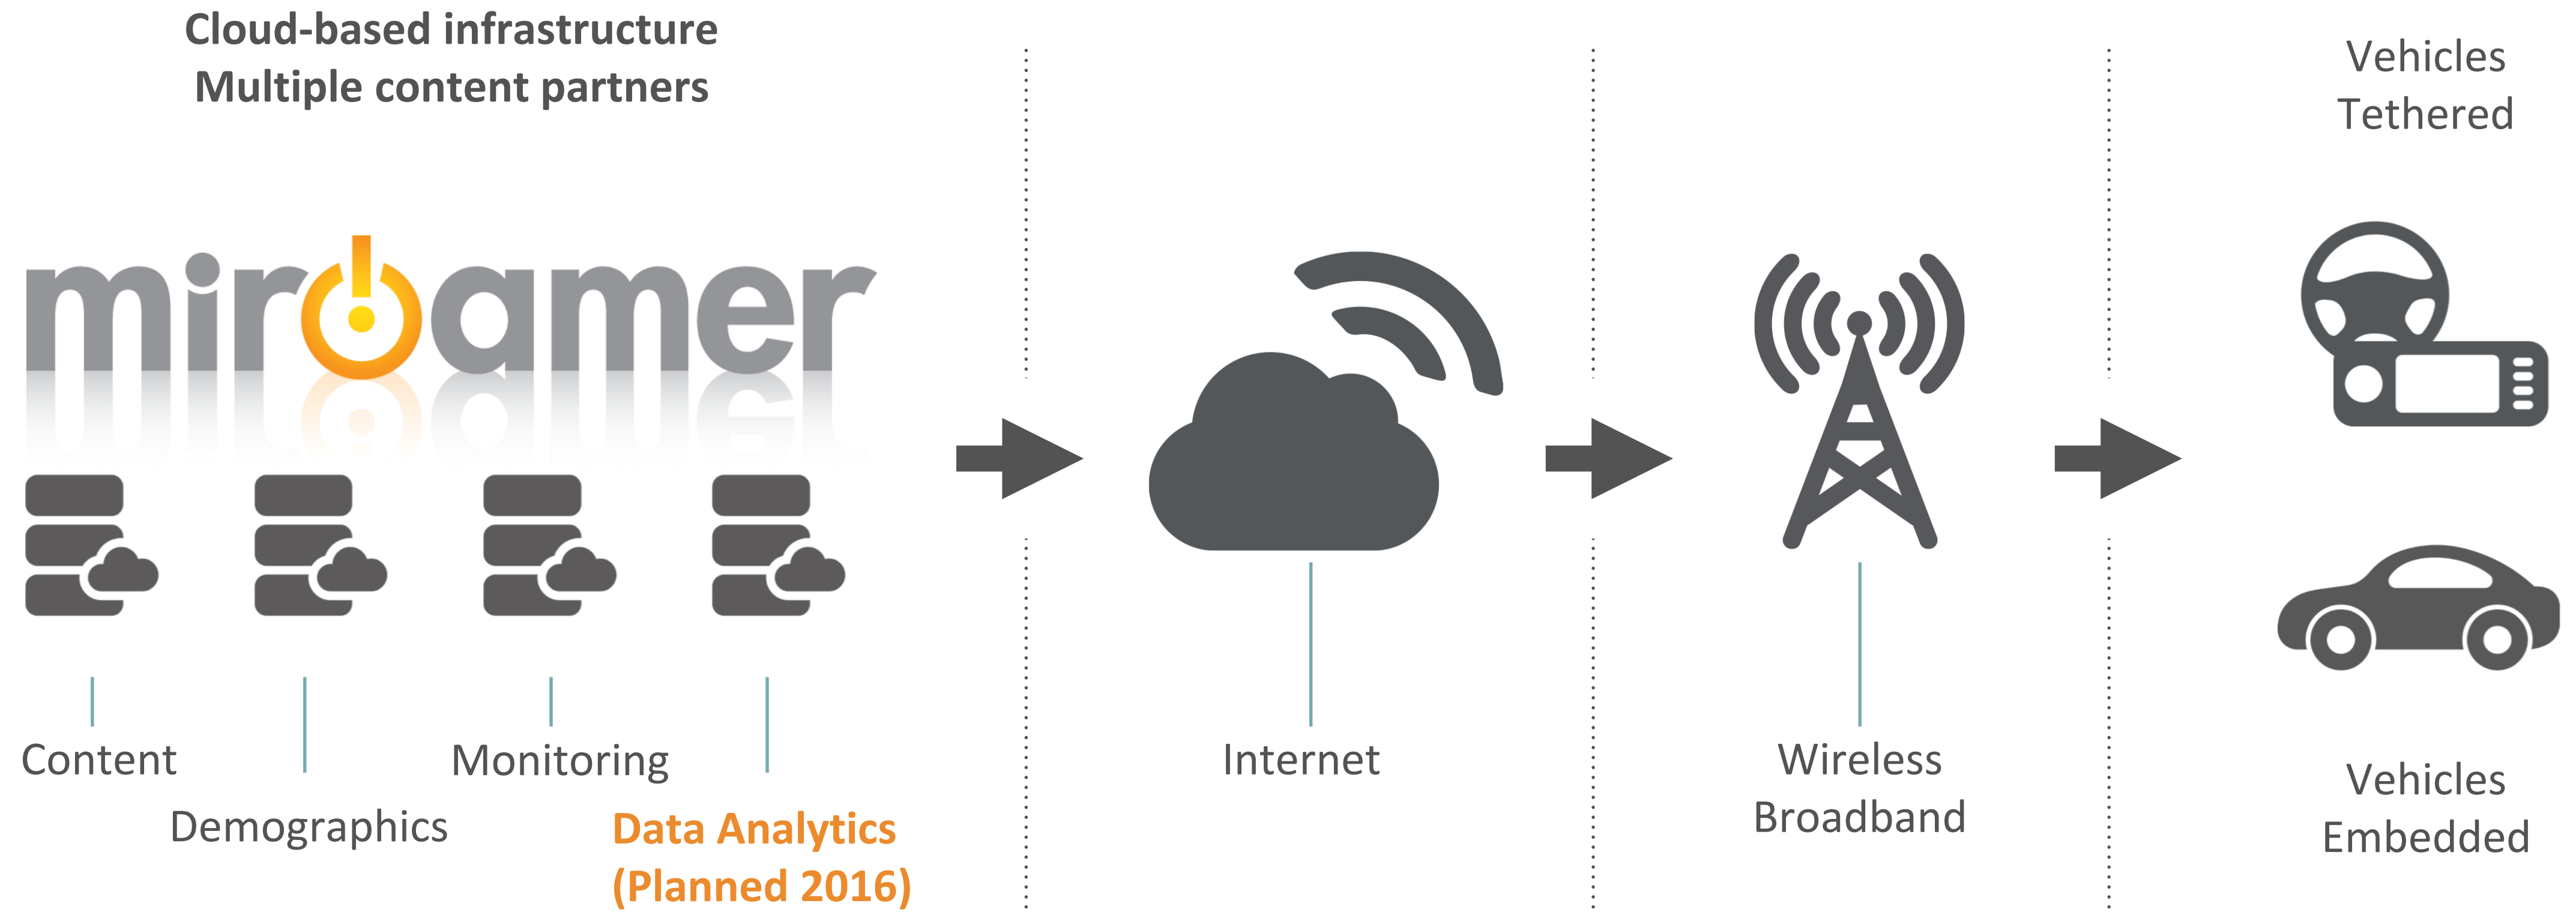 Cloud-based infrastructure
Multiple content partners
miroamer
Content
Demographics
Monitoring
Data Analytics
(Planned 2016)
Internet
Wireless
Broadband
Vehicles
Tethered
Vehicles
Embedded